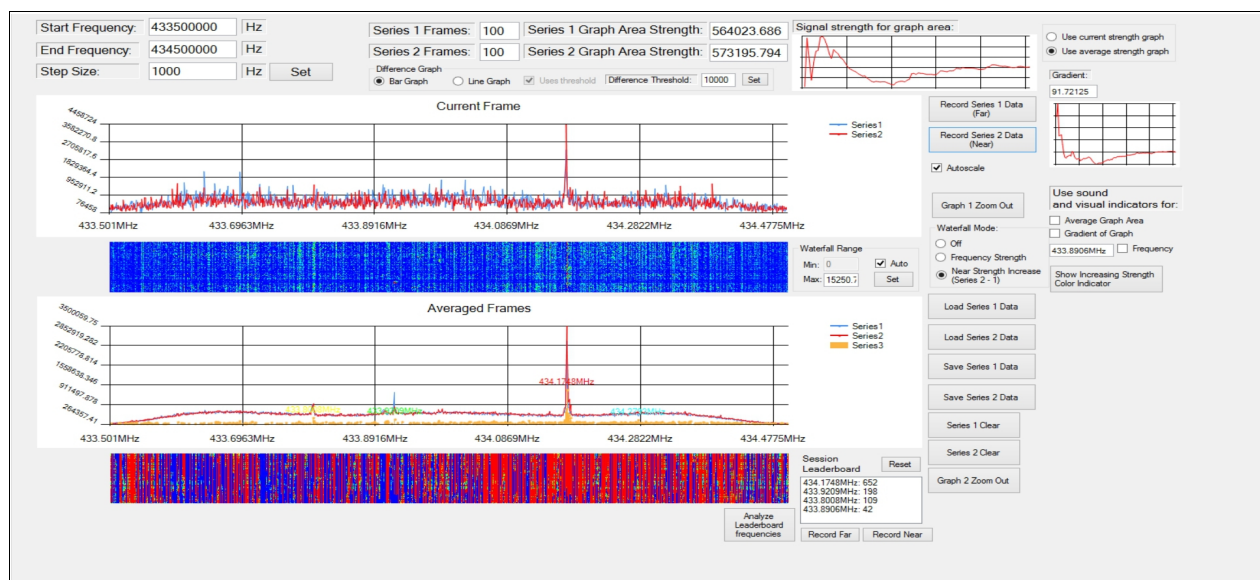 Start Frequency: 433500000 Hz
End Frequency: 434500000 Hz
Step Size: 1000 Hz Set
Series 1 Frames: 100 Series 1 Graph Area Strength: 564023.686
Series 2 Frames: 100 Series 2 Graph Area Strength: 573195.794
Difference Graph
Bar Graph Line Graph Uses threshold Difference Threshold: 10000 Set
Signal strength for graph area:
Use current strength graph
Use average strength graph
Gradient:
91.72125
Current Frame
4458724
3582270.8
2705817.6
1829364.4
952911.2
76458
Series1
Series2
433.501MHz 433.6963MHz 433.8916MHz 434.0869MHz 434.2822MHz 434.4775MHz
Record Series 1 Data
(Far)
Record Series 2 Data
(Near)
Autoscale
Graph 1 Zoom Out
Waterfall Mode:
Off
Frequency Strength
Near Strength Increase
(Series 2 - 1)
Use sound
and visual indicators for:
Average Graph Area
Gradient of Graph
433.8906MHz Frequency
Show Increasing Strength
Color Indicator
Waterfall Range
Min: 0 Auto
Max: 15250. Set
Averaged Frames
3500059.75
2852919.282
2205778.814
1558638.346
911497.878
264357.41
Series1
Series2
Series3
434.1748MHz
433.501MHz 433.6963MHz 433.8916MHz 434.0869MHz 434.2822MHz 434.4775MHz
Load Series 1 Data
Load Series 2 Data
Save Series 1 Data
Save Series 2 Data
Series 1 Clear
Series 2 Clear
Graph 2 Zoom Out
Session
Leaderboard Reset
434.1748MHz: 652
433.9209MHz: 198
433.8008MHz: 109
433.8906MHz: 42
Analyze
Leaderboard
frequencies
Record Far Record Near